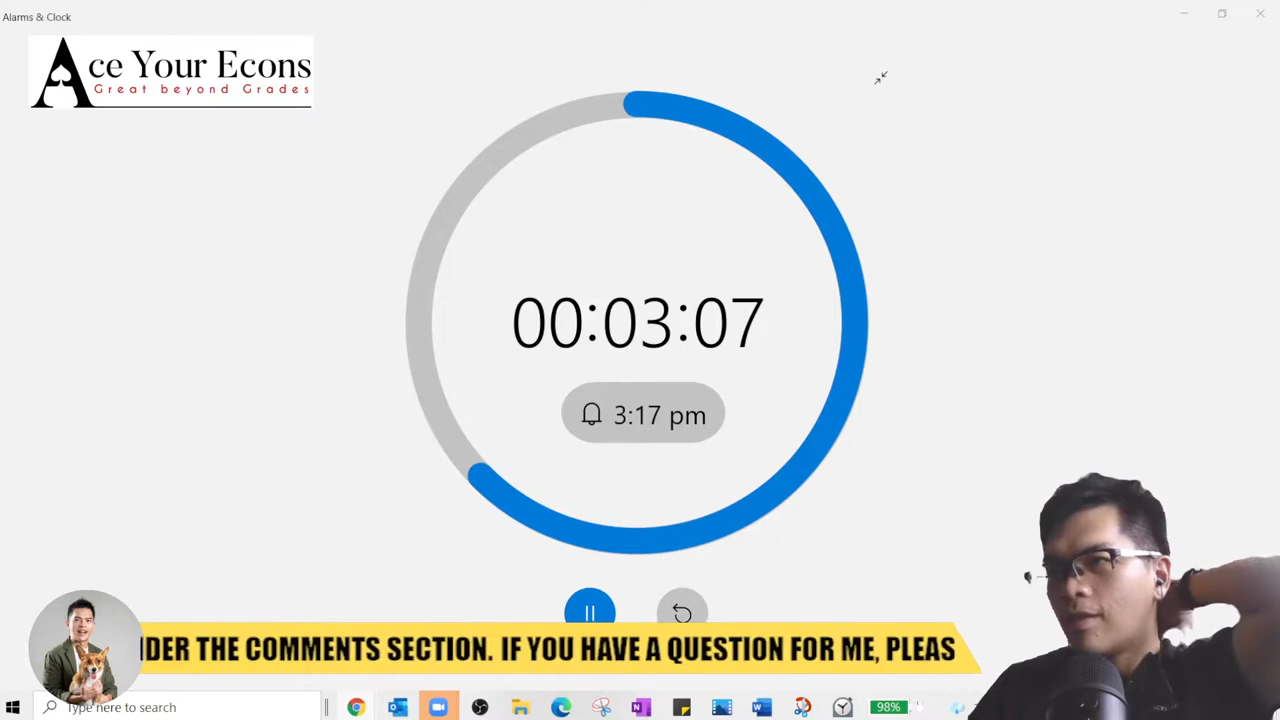 Alarms & Clock
Ace Your Econs
Great beyond Grades
00:03:07
3:17 pm
DER THE COMMENTS SECTION. IF YOU HAVE A QUESTION FOR ME, PLEAS
Type here to search
98%